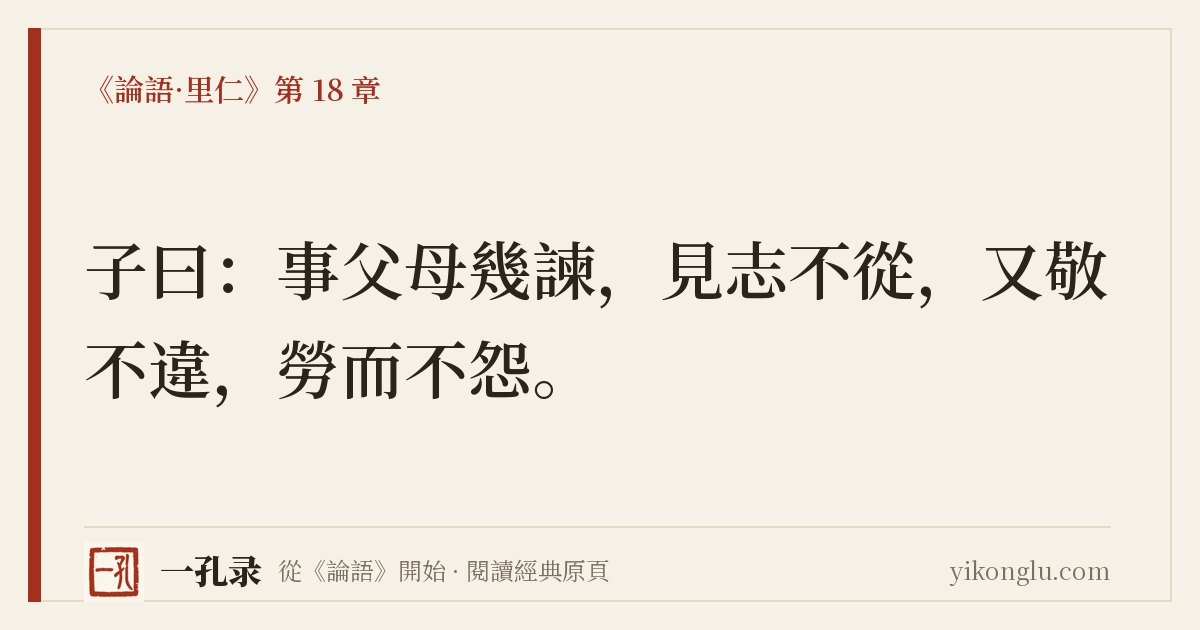 《論語·里仁》第 18 章
子曰：事父母幾諫，見志不從，又敬
不違，勞而不怨。
一孔
一孔录
從《論語》開始 · 閱讀經典原頁
yikonglu.com